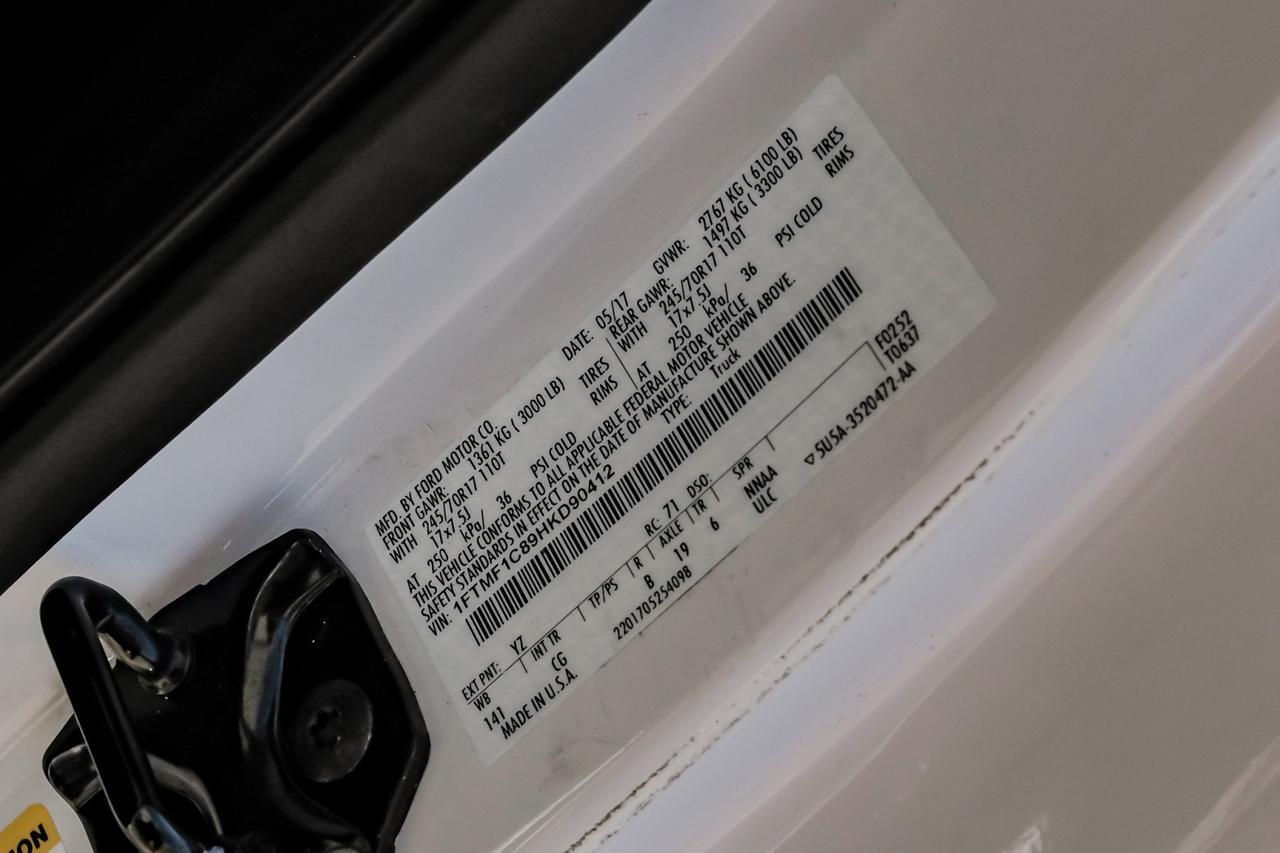 MFD. BY FORD MOTOR CO.
DATE: 05/17
GVWR: 2767 KG ( 6100 LB)
FRONT GAWR: 1361 KG ( 3000 LB)
REAR GAWR: 1497 KG ( 3300 LB)
WITH 245/70R17 110T TIRES
WITH 245/70R17 110T TIRES
17x7.5J RIMS
17x7.5J RIMS
AT 250 kPa/ 36 PSI COLD
AT 250 kPa/ 36 PSI COLD
THIS VEHICLE CONFORMS TO ALL APPLICABLE FEDERAL MOTOR VEHICLE
SAFETY STANDARDS IN EFFECT ON THE DATE OF MANUFACTURE SHOWN ABOVE.
VIN: 1FTMF1C89HKD90412
TYPE: Truck
EXT PNT: YZ RC: 71 DSO: F0252
WB INT TR TP/PS R AXLE TR SPR T0637
141 CG B 19 6 NNAA
MADE IN U.S.A. 2201705254098 ULC ▽5U5A-3520472-AA
ION